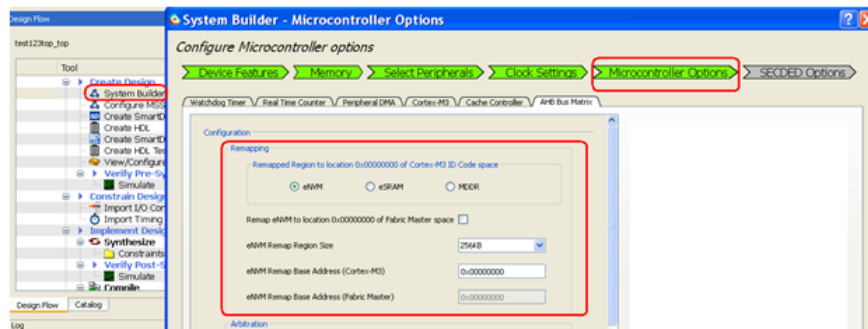 Design Flow
test123top_top
Tool
Create Design
System Builder
Configure MSS
Create SmartD
Create HDL
Create SmartD
Create HDL Tes
View/Configure
Verify Pre-Sy
Simulate
Constrain Design
Import I/O Con
Import Timing
Implement Desig
Synthesize
Constraints
Verify Post-S
Simulate
Compile
Design Flow Catalog
Log
System Builder - Microcontroller Options
Configure Microcontroller options
Device Features Memory Select Peripherals Clock Settings Microcontroller Options SECDED Options
Watchdog Timer Real Time Counter Peripheral DMA Cortex-M3 Cache Controller AHB Bus Matrix
Configuration
Remapping
Remapped Region to location 0x00000000 of Cortex-M3 ID Code space
eNVM eSRAM MDDR
Remap eNVM to location 0x00000000 of Fabric Master space
eNVM Remap Region Size 256KB
eNVM Remap Base Address (Cortex-M3) 0x00000000
eNVM Remap Base Address (Fabric Master) 0x00000000
Arbitration